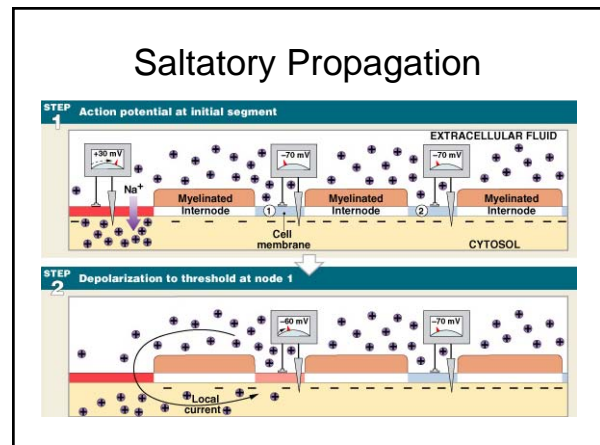 Saltatory Propagation
STEP 1 Action potential at initial segment
EXTRACELLULAR FLUID
+30 mV
–70 mV
–70 mV
Na+
Myelinated
Myelinated
Myelinated
Internode
1
Internode
2
Internode
Cell
membrane
CYTOSOL
STEP 2 Depolarization to threshold at node 1
–60 mV
–70 mV
Local
current